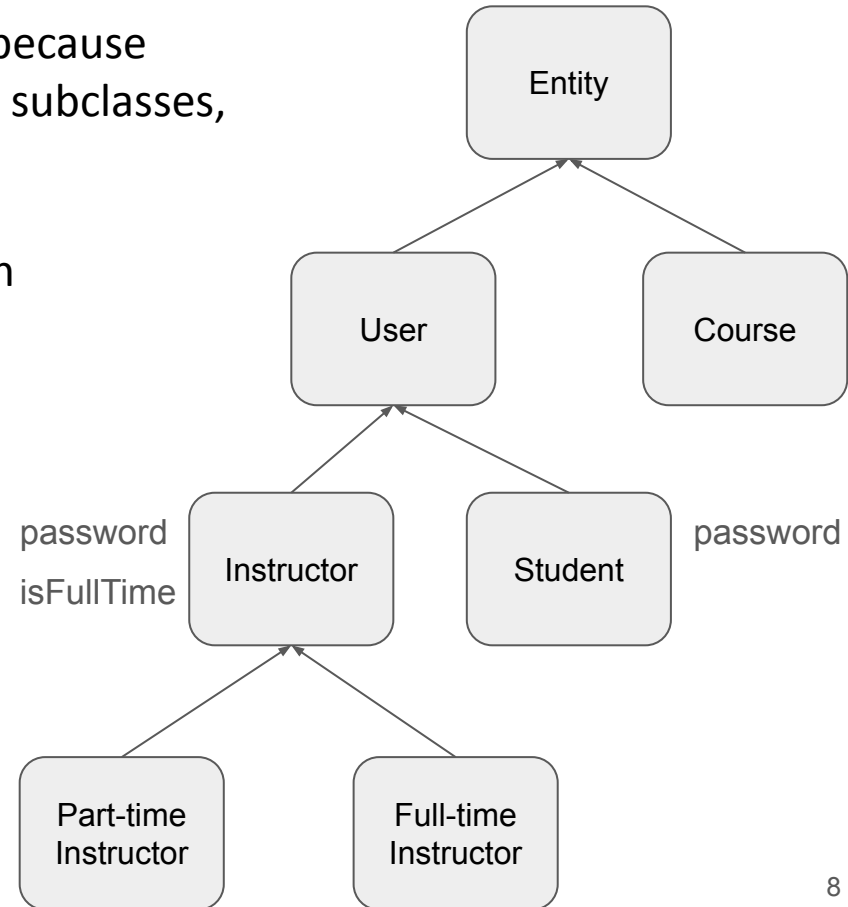 because
subclasses,
Entity
User
Course
password
isFullTime
Instructor
Student
password
Part-time
Instructor
Full-time
Instructor
8